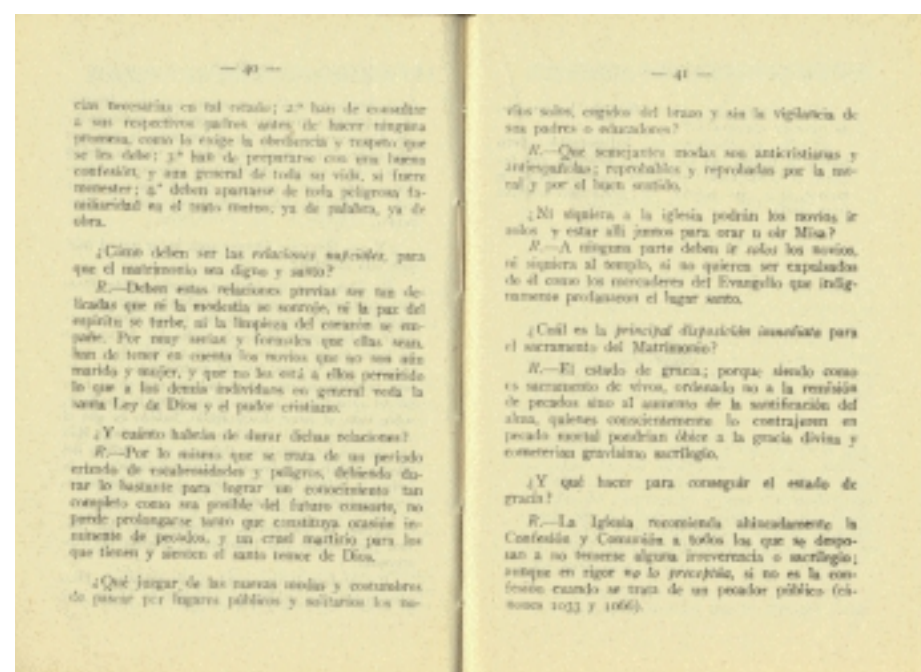 — 40 —
cias necesarias en tal estado; 2.º han de consultar
a sus respectivos padres antes de hacer ninguna
promesa, como lo exige la obediencia y respeto que
se les debe; 3.º han de prepararse con una buena
confesión, y aun general de toda su vida, si fuere
menester; 4.º deben apartarse de toda peligrosa fa-
miliaridad en el trato mutuo, ya de palabra, ya de
obra.
¿Cómo deben ser las relaciones nupciales, para
que el matrimonio sea digno y santo?
R.—Deben estas relaciones previas ser tan de-
licadas que ni la modestia se sonroje, ni la paz del
espíritu se turbe, ni la limpieza del corazón se em-
pañe. Por muy serias y formales que ellas sean,
han de tener en cuenta los novios que no son aún
marido y mujer, y que no les está a ellos permitido
lo que a los demás individuos en general veda la
santa Ley de Dios y el pudor cristiano.
¿Y cuánto habrán de durar dichas relaciones?
R.—Por lo mismo que se trata de un período
erizado de escabrosidades y peligros, debiendo du-
rar lo bastante para lograr un conocimiento tan
completo como sea posible del futuro consorte, no
puede prolongarse tanto que constituya ocasión in-
minente de pecados, y un cruel martirio para los
que tienen y sienten el santo temor de Dios.
¿Qué juzgar de las nuevas modas y costumbres
de pasear por lugares públicos y solitarios los no-
— 41 —
vios solos, cogidos del brazo y sin la vigilancia de
sus padres o educadores?
R.—Que semejantes modas son anticristianas y
antiespañolas; reprobables y reprobadas por la mo-
ral y por el buen sentido.
¿Ni siquiera a la iglesia podrán los novios ir
solos y estar allí juntos para orar u oír Misa?
R.—A ninguna parte deben ir solos los novios,
ni siquiera al templo, si no quieren ser expulsados
de él como los mercaderes del Evangelio que indig-
namente profanaron el lugar santo.
¿Cuál es la principal disposición inmediata para
el sacramento del Matrimonio?
R.—El estado de gracia; porque siendo como
es sacramento de vivos, ordenado no a la remisión
de pecados sino al aumento de la santificación del
alma, quienes conscientemente lo contrajeren en
pecado mortal pondrían óbice a la gracia divina y
cometerían gravísimo sacrilegio.
¿Y qué hacer para conseguir el estado de
gracia?
R.—La Iglesia recomienda ahincadamente la
Confesión y Comunión a todos los que se despo-
san a no temerse alguna irreverencia o sacrilegio;
aunque en rigor no lo preceptúa, si no es la con-
fesión cuando se trata de un pecador público (cá-
nones 1033 y 1066).